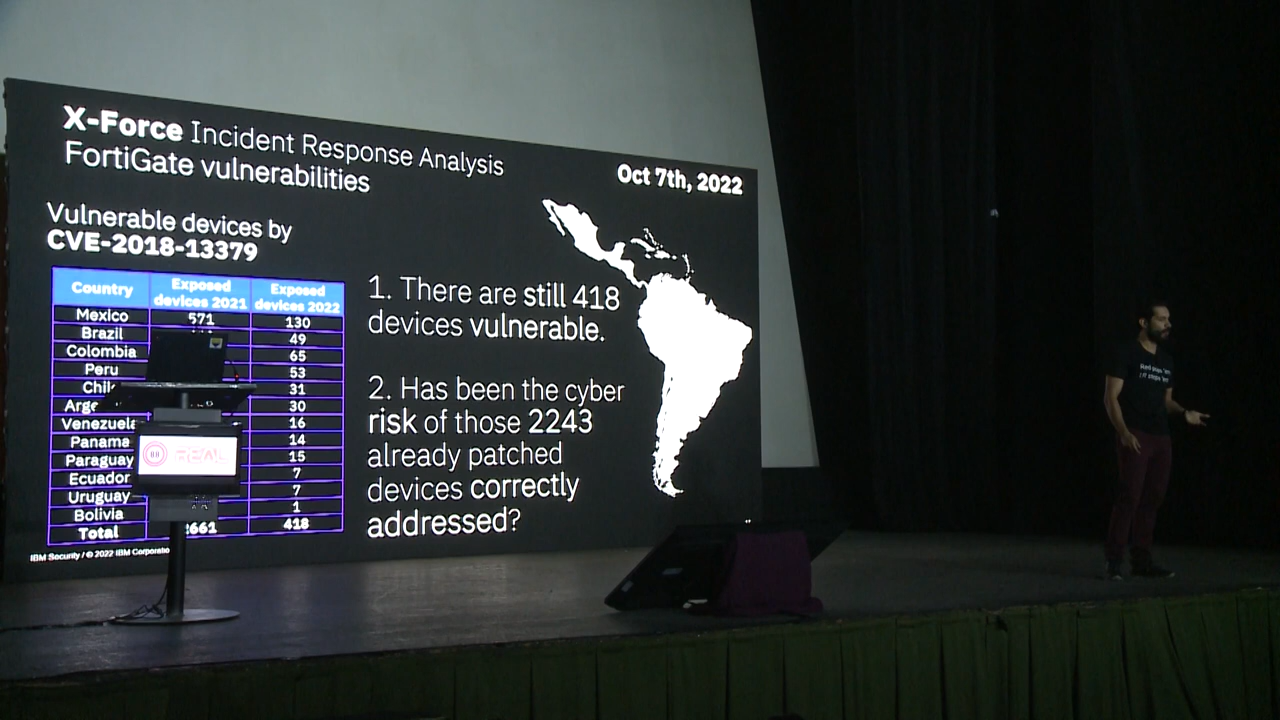 X-Force Incident Response Analysis
FortiGate vulnerabilities
Oct 7th, 2022
Vulnerable devices by
CVE-2018-13379
Country Exposed devices 2021 Exposed devices 2022
Mexico 571 130
Brazil 49
Colombia 65
Peru 53
31
30
Venezuela 16
Panama 14
Paraguay 15
Ecuador 7
Uruguay 7
Bolivia 1
Total 418
1. There are still 418
devices vulnerable.
2. Has been the cyber
risk of those 2243
already patched
devices correctly
addressed?
IBM Security / © 2022 IBM